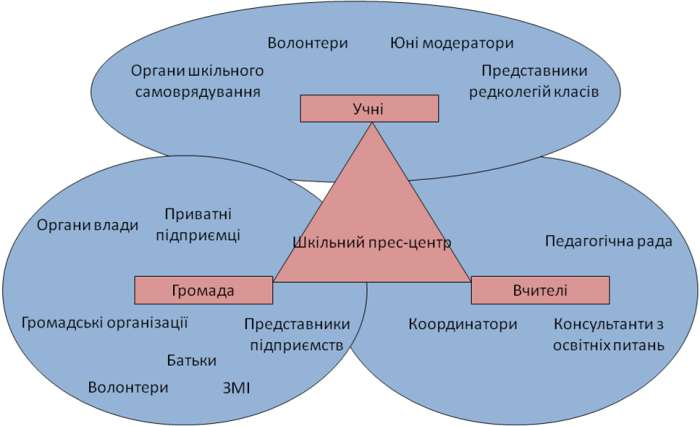 Волонтери
Юні модератори
Органи шкільного
самоврядування
Представники
редколегій класів
Учні
Органи влади
Приватні
підприємці
Шкільний прес-центр
Педагогічна рада
Громада
Вчителі
Громадські організації
Представники
підприємств
Координатори
Консультанти з
освітніх питань
Батьки
Волонтери
ЗМІ